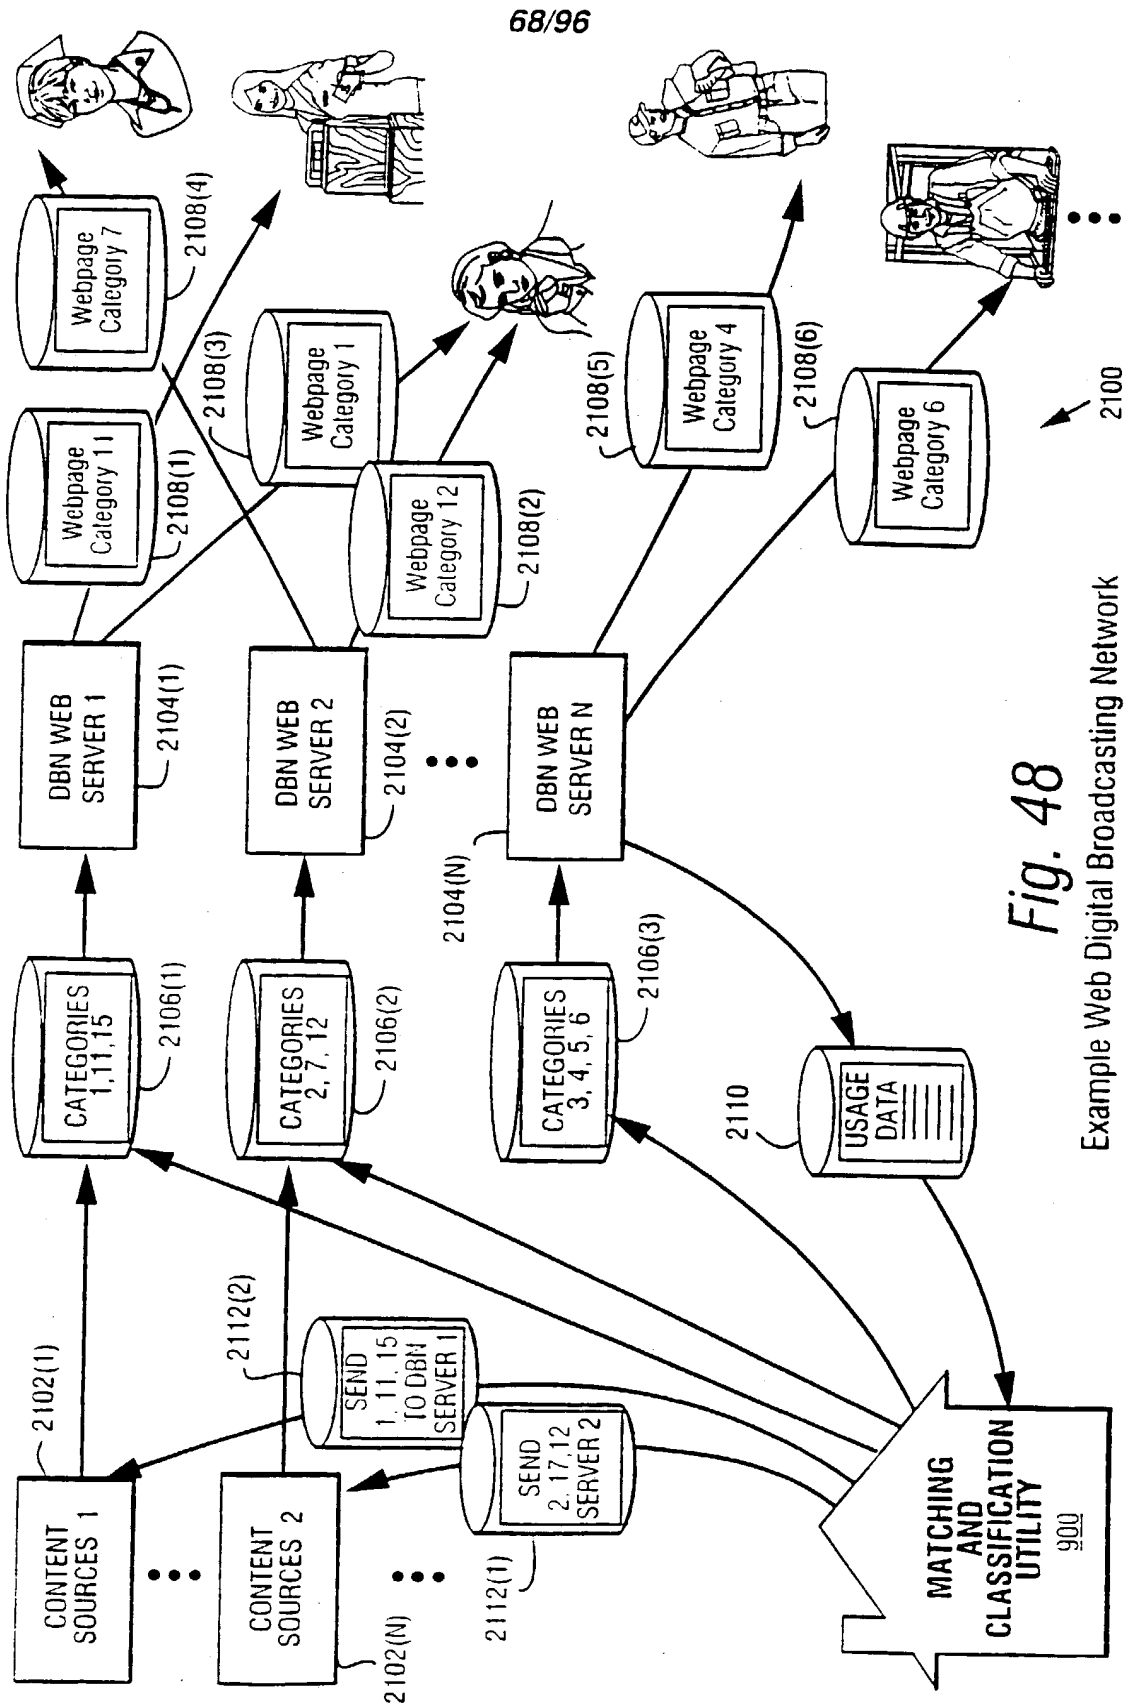 68/96
CONTENT
SOURCES 1
2102(1)
CONTENT
SOURCES 2
2102(N)
SEND
1, 11, 15
TO DBN
SERVER 1
2112(2)
SEND
2, 17, 12
SERVER 2
2112(1)
MATCHING
AND
CLASSIFICATION
UTILITY
900
CATEGORIES
1, 11, 15
2106(1)
CATEGORIES
2, 7, 12
2106(2)
CATEGORIES
3, 4, 5, 6
2106(3)
USAGE
DATA
2110
DBN WEB
SERVER 1
2104(1)
DBN WEB
SERVER 2
2104(2)
DBN WEB
SERVER N
2104(N)
Webpage
Category 11
2108(1)
Webpage
Category 7
2108(4)
Webpage
Category 1
2108(3)
Webpage
Category 12
2108(2)
Webpage
Category 4
2108(5)
Webpage
Category 6
2108(6)
2100
Fig. 48
Example Web Digital Broadcasting Network